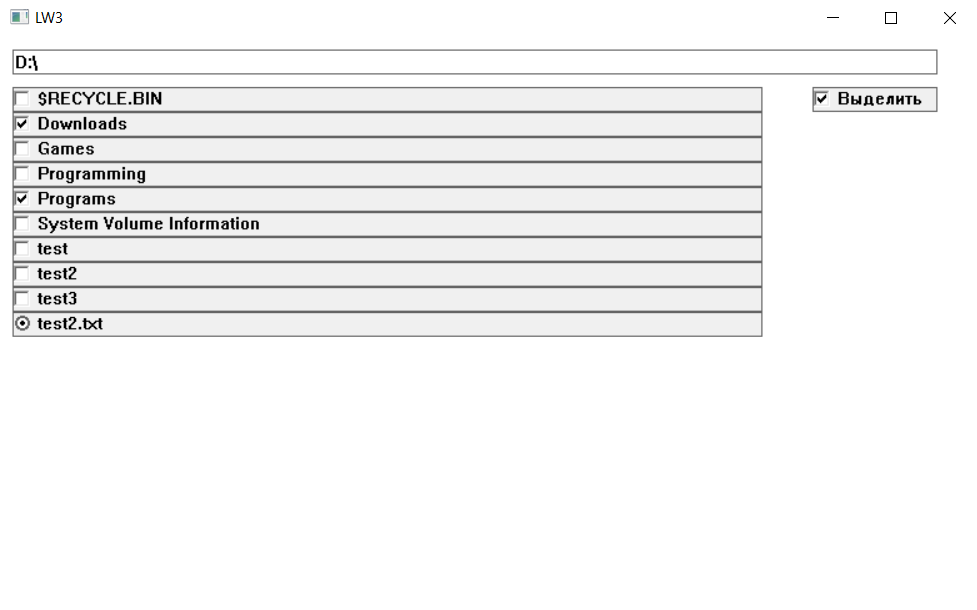 LW3
D:\
$RECYCLE.BIN
Выделить
Downloads
Games
Programming
Programs
System Volume Information
test
test2
test3
test2.txt